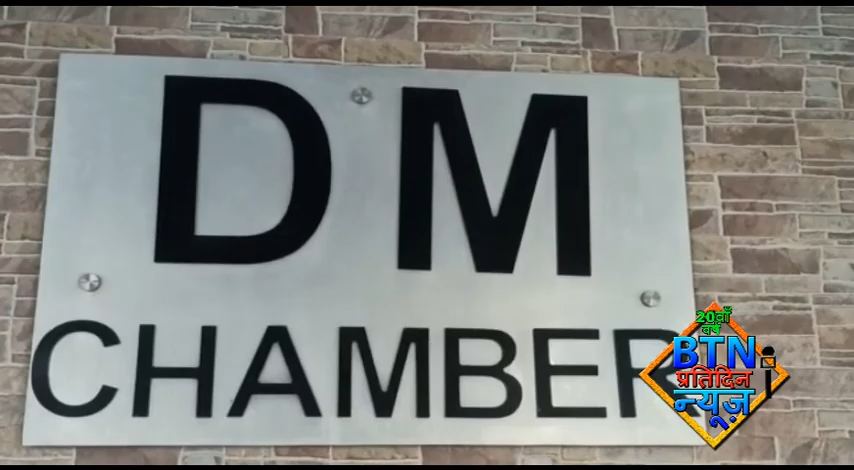 DM
CHAMBER
20वाँ
वर्ष
BTN
प्रतिदिन
न्यूज़